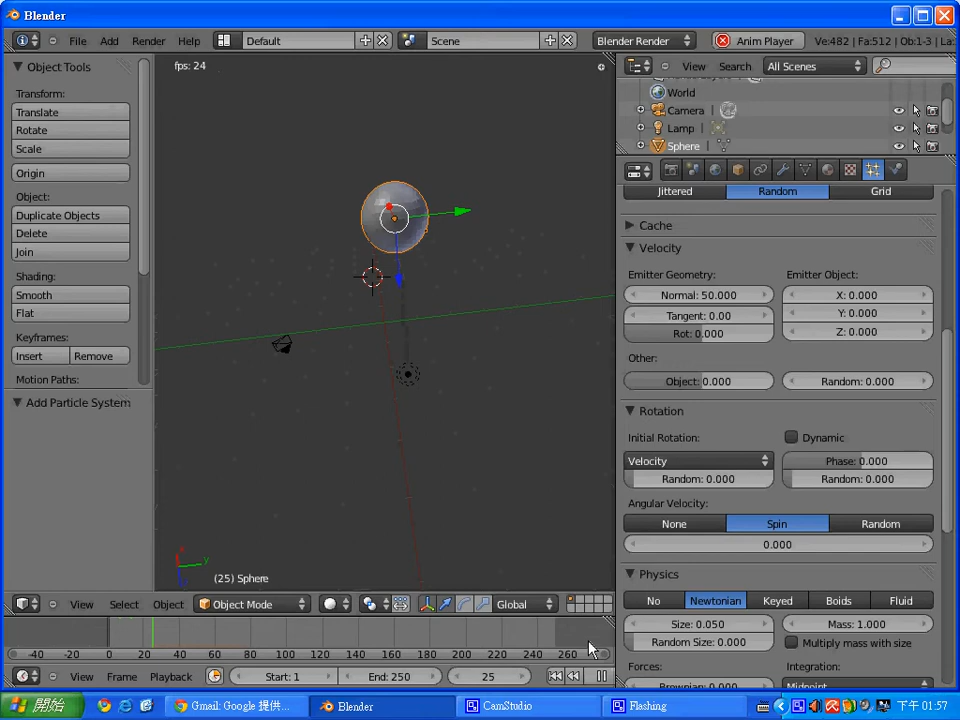 Blender
File Add Render Help Default Scene Blender Render Anim Player Ve:482 | Fa:512 | Ob:1-3 | La:
Object Tools
Transform:
Translate
Rotate
Scale
Origin
Object:
Duplicate Objects
Delete
Join
Shading:
Smooth
Flat
Keyframes:
Insert Remove
Motion Paths:
Add Particle System
fps: 24
(25) Sphere
View Search All Scenes
World
Camera
Lamp
Sphere
Jittered Random Grid
Cache
Velocity
Emitter Geometry: Emitter Object:
Normal: 50.000 X: 0.000
Tangent: 0.00 Y: 0.000
Rot: 0.000 Z: 0.000
Other:
Object: 0.000 Random: 0.000
Rotation
Initial Rotation: Dynamic
Velocity Phase: 0.000
Random: 0.000 Random: 0.000
Angular Velocity:
None Spin Random
0.000
Physics
No Newtonian Keyed Boids Fluid
Size: 0.050 Mass: 1.000
Random Size: 0.000 Multiply mass with size
Forces: Integration:
Brownian: 0.000 Midpoint
View Select Object Object Mode Global
-40 -20 0 20 40 60 80 100 120 140 160 180 200 220 240 260
View Frame Playback Start: 1 End: 250 25
開始 Gmail: Google 提供... Blender CamStudio Flashing 下午 01:57